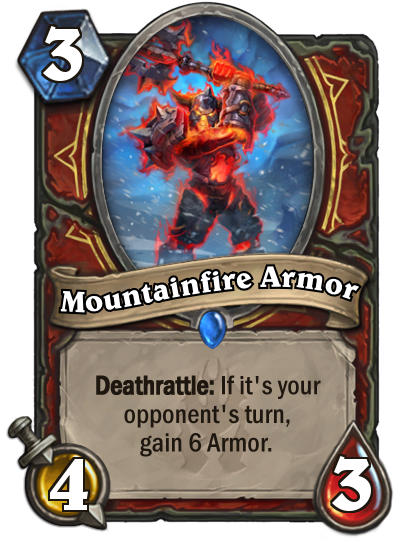 3
Mountainfire Armor
Deathrattle: If it's your
opponent's turn,
gain 6 Armor.
4
3